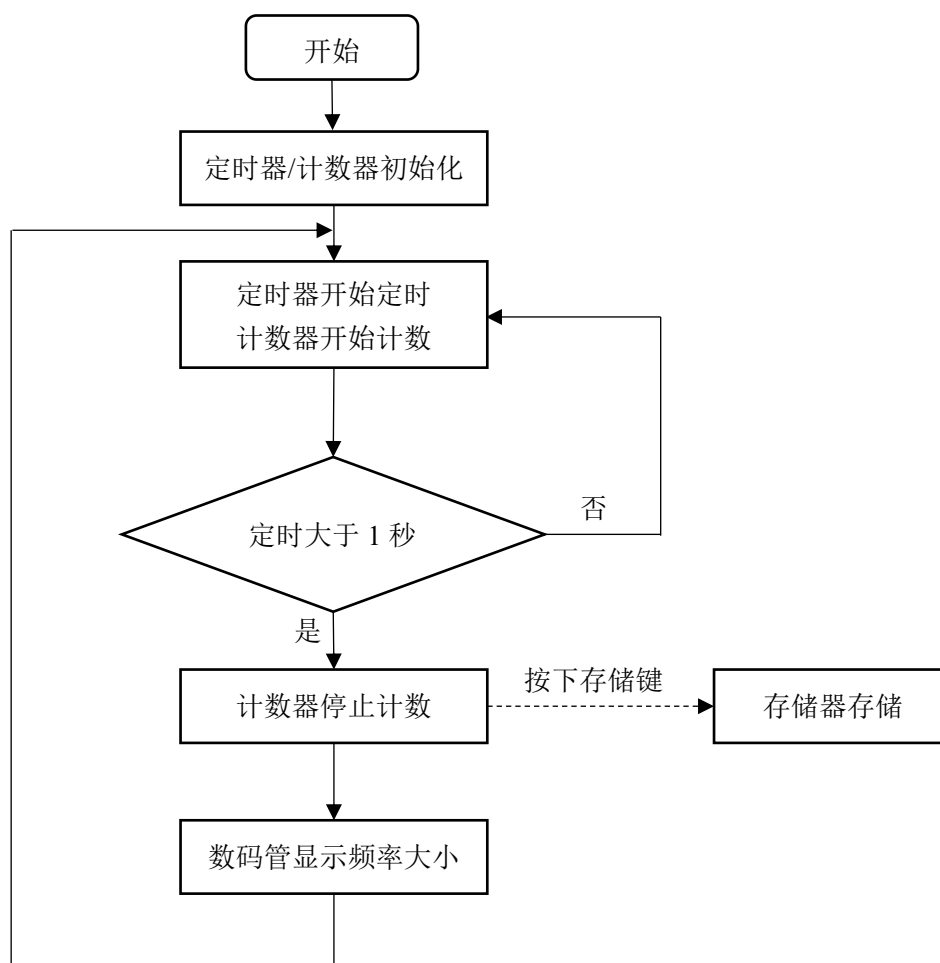 开始
定时器/计数器初始化
定时器开始定时
计数器开始计数
定时大于 1 秒
否
是
计数器停止计数
按下存储键
存储器存储
数码管显示频率大小